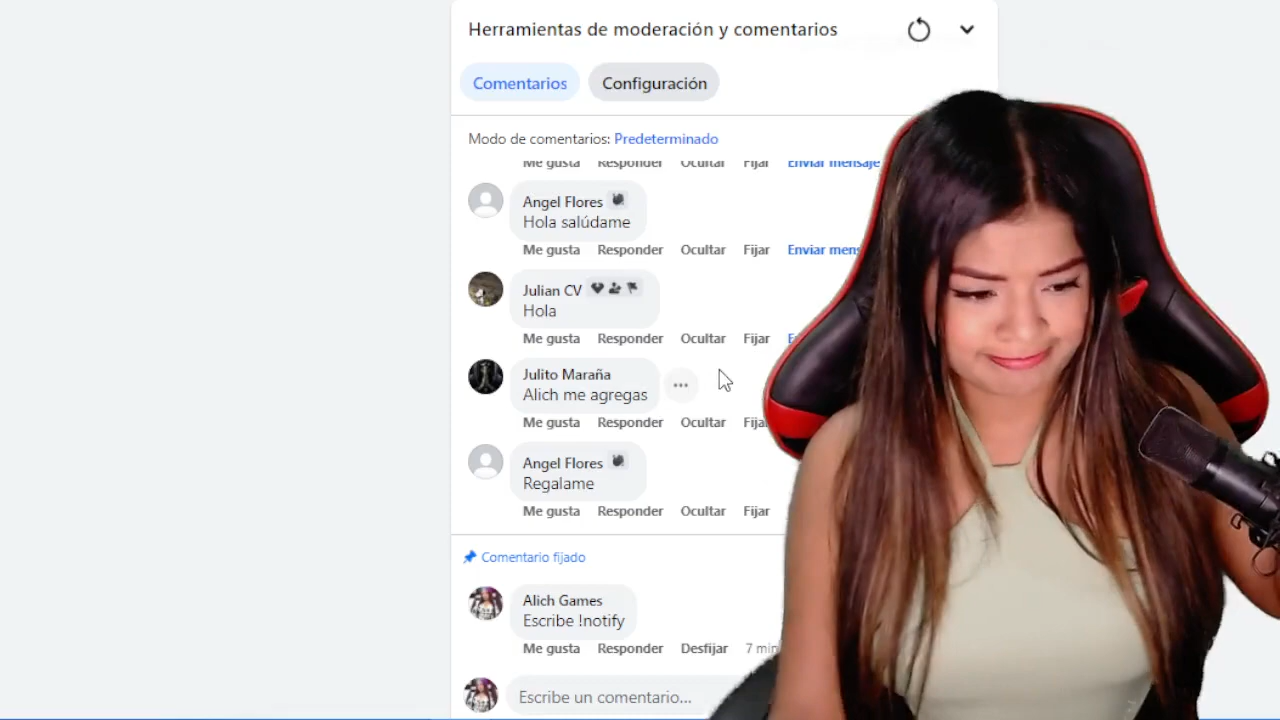 Herramientas de moderación y comentarios
Comentarios Configuración
Modo de comentarios: Predeterminado
Me gusta Responder Ocultar Fijar Enviar mensaje
Angel Flores
Hola salúdame
Me gusta Responder Ocultar Fijar Enviar mens
Julian CV
Hola
Me gusta Responder Ocultar Fijar
Julito Maraña
Alich me agregas
Me gusta Responder Ocultar Fija
Angel Flores
Regalame
Me gusta Responder Ocultar Fijar
Comentario fijado
Alich Games
Escribe !notify
Me gusta Responder Desfijar 7 min
Escribe un comentario...